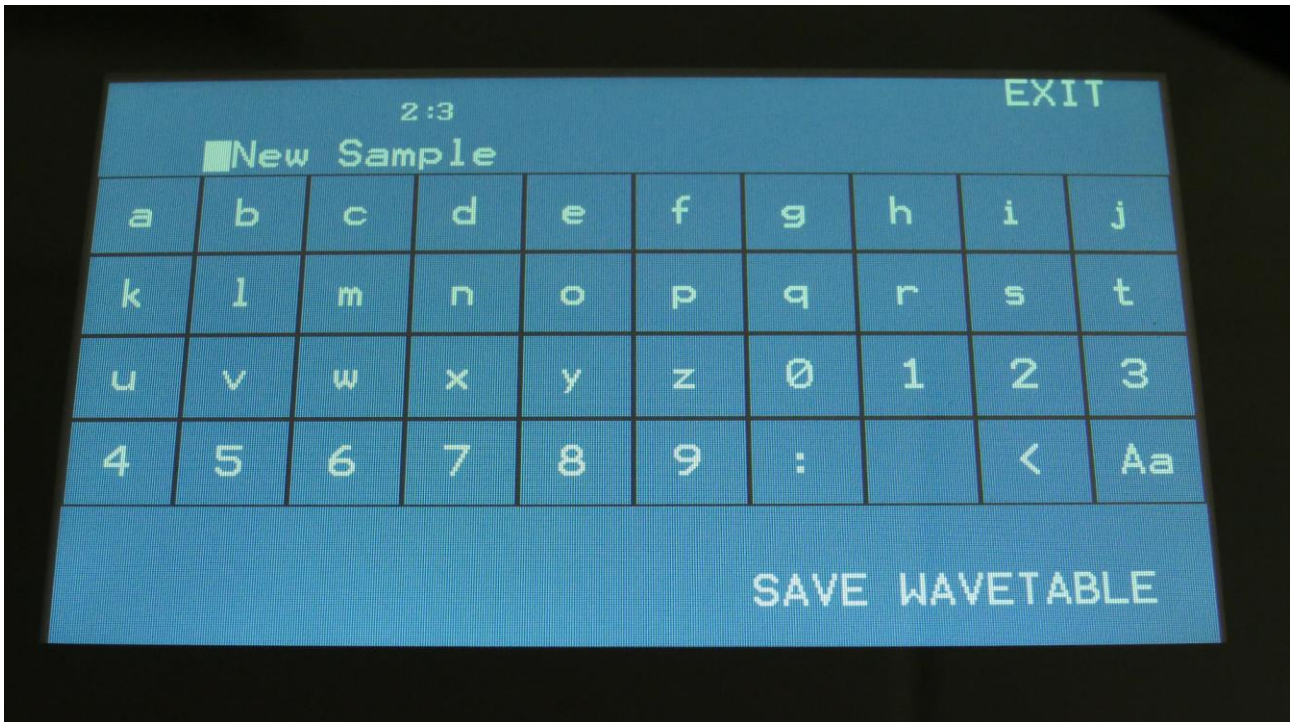 EXIT
2:3
New Sample
a b c d e f g h i j
k l m n o p q r s t
u v w x y z 0 1 2 3
4 5 6 7 8 9 : < Aa
SAVE WAVETABLE